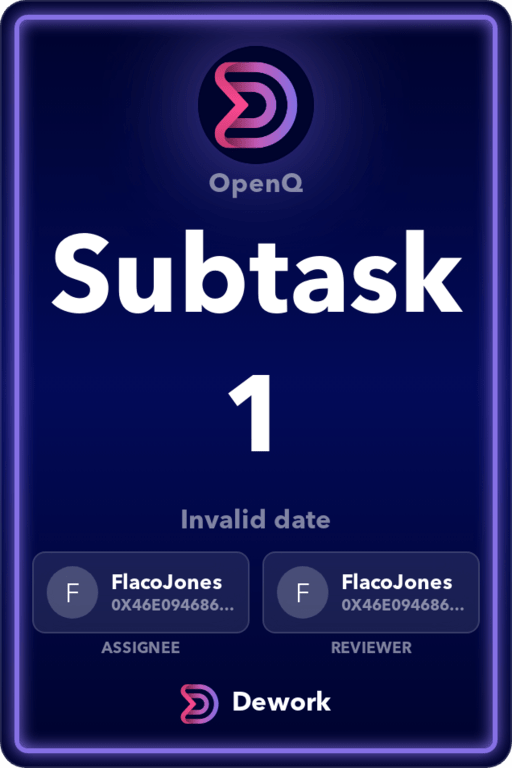 OpenQ
Subtask
1
Invalid date
F FlacoJones
0X46E094686...
F FlacoJones
0X46E094686...
ASSIGNEE
REVIEWER
Dework